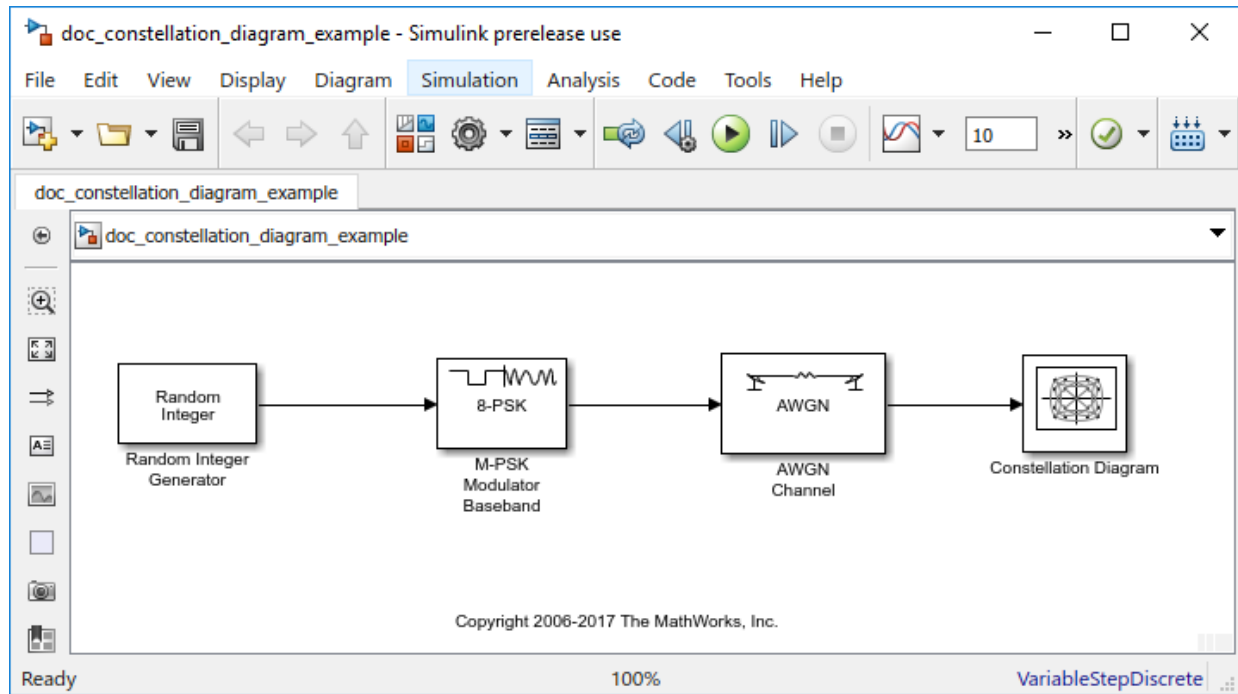 doc_constellation_diagram_example - Simulink prerelease use
File Edit View Display Diagram Simulation Analysis Code Tools Help
10 »
doc_constellation_diagram_example
doc_constellation_diagram_example
Random
Integer
Random Integer
Generator
8-PSK
M-PSK
Modulator
Baseband
AWGN
AWGN
Channel
Constellation Diagram
Copyright 2006-2017 The MathWorks, Inc.
Ready 100% VariableStepDiscrete